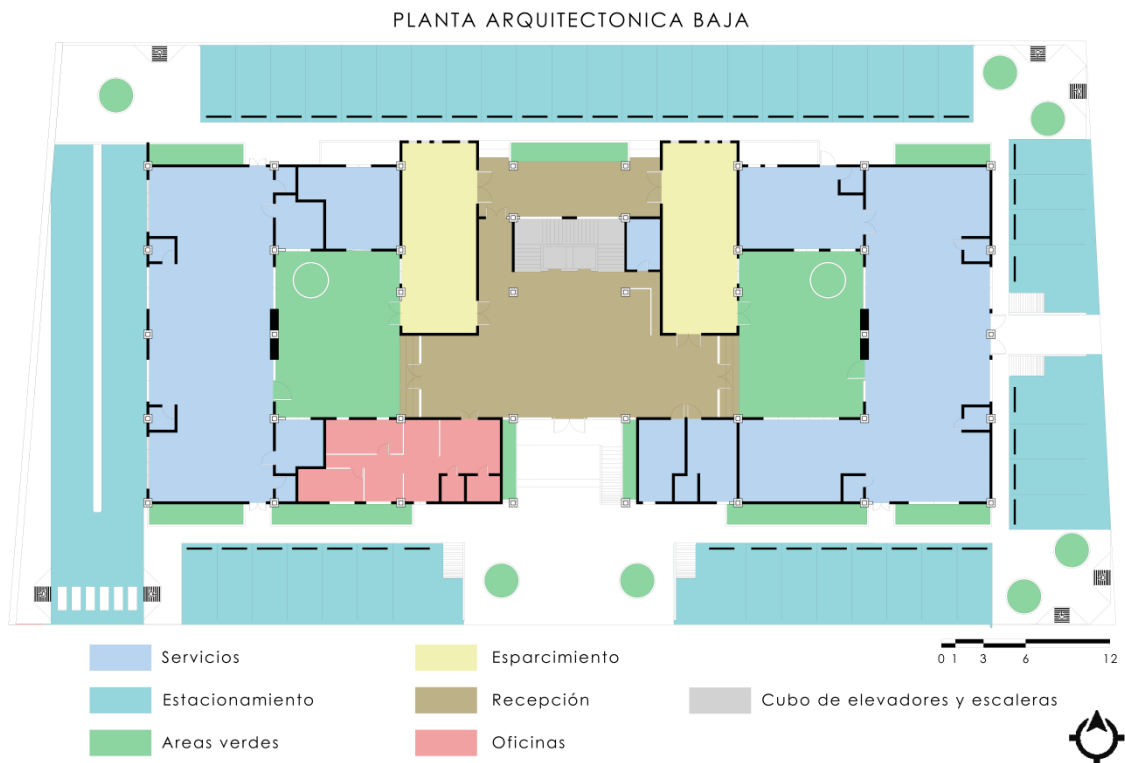 PLANTA ARQUITECTONICA BAJA
Servicios
Esparcimiento
0 1 3 6 12
Estacionamiento
Recepción
Cubo de elevadores y escaleras
Areas verdes
Oficinas